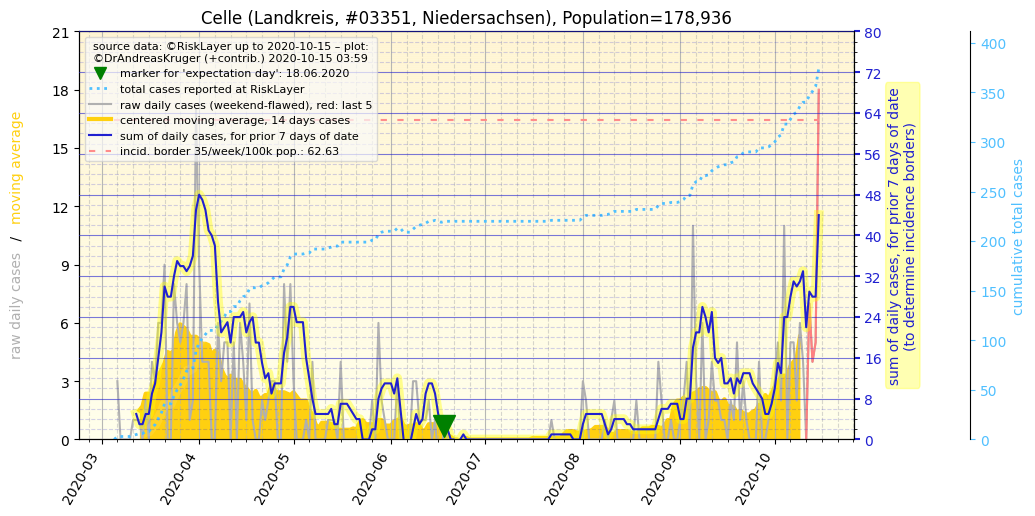 Celle (Landkreis, #03351, Niedersachsen), Population=178,936
source data: ©RiskLayer up to 2020-10-15 – plot:
©DrAndreasKruger (+contrib.) 2020-10-15 03:59
marker for 'expectation day': 18.06.2020
total cases reported at RiskLayer
raw daily cases (weekend-flawed), red: last 5
centered moving average, 14 days cases
sum of daily cases, for prior 7 days of date
incid. border 35/week/100k pop.: 62.63
raw daily cases / moving average
21
18
15
12
9
6
3
0
2020-03
2020-04
2020-05
2020-06
2020-07
2020-08
2020-09
2020-10
80
72
64
56
48
40
32
24
16
8
0
sum of daily cases, for prior 7 days of date
(to determine incidence borders)
400
350
300
250
200
150
100
50
0
cumulative total cases